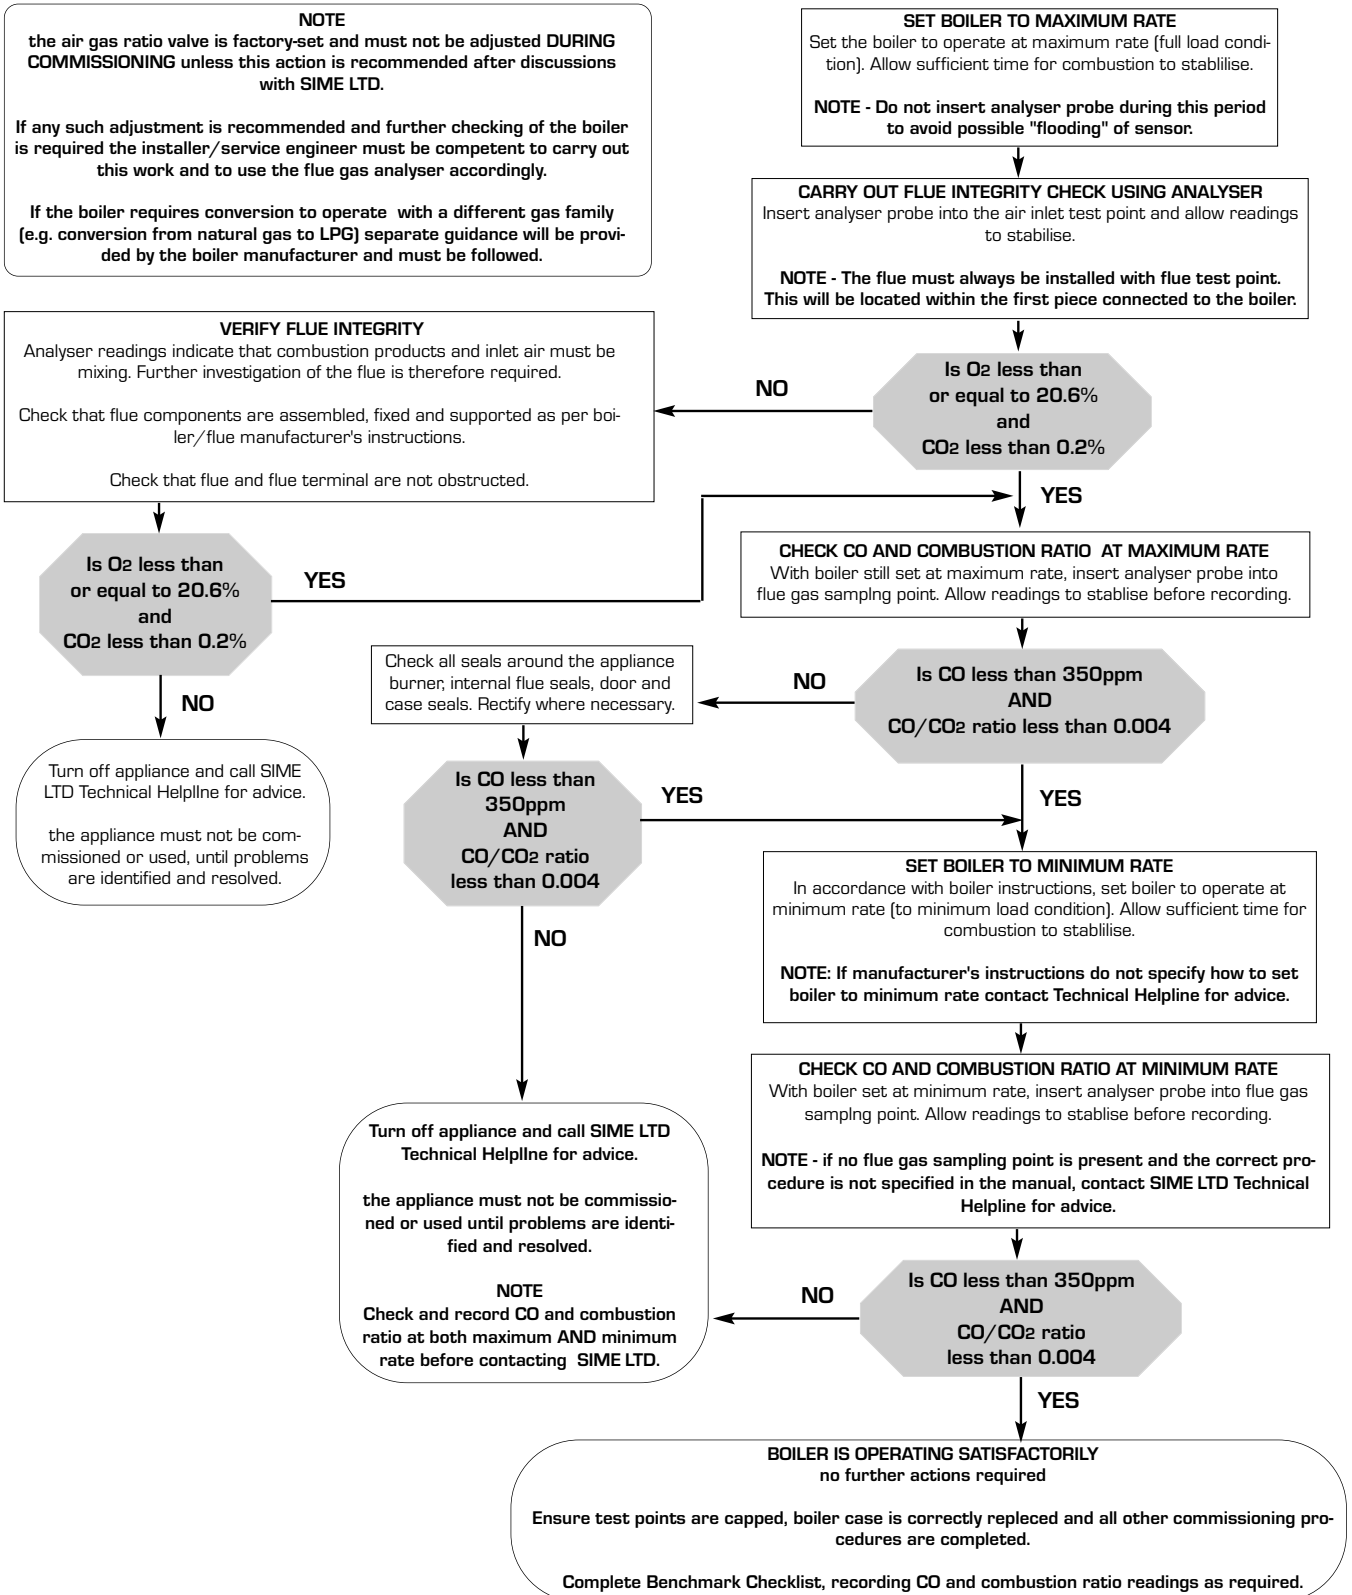 NOTE
the air gas ratio valve is factory-set and must not be adjusted DURING
COMMISSIONING unless this action is recommended after discussions
with SIME LTD.
If any such adjustment is recommended and further checking of the boiler
is required the installer/service engineer must be competent to carry out
this work and to use the flue gas analyser accordingly.
If the boiler requires conversion to operate with a different gas family
(e.g. conversion from natural gas to LPG) separate guidance will be provi-
ded by the boiler manufacturer and must be followed.
SET BOILER TO MAXIMUM RATE
Set the boiler to operate at maximum rate (full load condi-
tion). Allow sufficient time for combustion to stablilise.
NOTE - Do not insert analyser probe during this period
to avoid possible "flooding" of sensor.
CARRY OUT FLUE INTEGRITY CHECK USING ANALYSER
Insert analyser probe into the air inlet test point and allow readings
to stabilise.
NOTE - The flue must always be installed with flue test point.
This will be located within the first piece connected to the boiler.
Is O2 less than
or equal to 20.6%
and
CO2 less than 0.2%
NO
YES
VERIFY FLUE INTEGRITY
Analyser readings indicate that combustion products and inlet air must be
mixing. Further investigation of the flue is therefore required.
Check that flue components are assembled, fixed and supported as per boi-
ler/flue manufacturer's instructions.
Check that flue and flue terminal are not obstructed.
Is O2 less than
or equal to 20.6%
and
CO2 less than 0.2%
YES
NO
Turn off appliance and call SIME
LTD Technical HelplIne for advice.
the appliance must not be com-
missioned or used, until problems
are identified and resolved.
CHECK CO AND COMBUSTION RATIO AT MAXIMUM RATE
With boiler still set at maximum rate, insert analyser probe into
flue gas samplng point. Allow readings to stablise before recording.
Is CO less than 350ppm
AND
CO/CO2 ratio less than 0.004
NO
YES
Check all seals around the appliance
burner, internal flue seals, door and
case seals. Rectify where necessary.
Is CO less than
350ppm
AND
CO/CO2 ratio
less than 0.004
YES
NO
SET BOILER TO MINIMUM RATE
In accordance with boiler instructions, set boiler to operate at
minimum rate (to minimum load condition). Allow sufficient time for
combustion to stablilise.
NOTE: If manufacturer's instructions do not specify how to set
boiler to minimum rate contact Technical Helpline for advice.
CHECK CO AND COMBUSTION RATIO AT MINIMUM RATE
With boiler set at minimum rate, insert analyser probe into flue gas
samplng point. Allow readings to stablise before recording.
NOTE - if no flue gas sampling point is present and the correct pro-
cedure is not specified in the manual, contact SIME LTD Technical
Helpline for advice.
Is CO less than 350ppm
AND
CO/CO2 ratio
less than 0.004
NO
YES
Turn off appliance and call SIME LTD
Technical HelplIne for advice.
the appliance must not be commissio-
ned or used until problems are identi-
fied and resolved.
NOTE
Check and record CO and combustion
ratio at both maximum AND minimum
rate before contacting SIME LTD.
BOILER IS OPERATING SATISFACTORILY
no further actions required
Ensure test points are capped, boiler case is correctly repleced and all other commissioning pro-
cedures are completed.
Complete Benchmark Checklist, recording CO and combustion ratio readings as required.